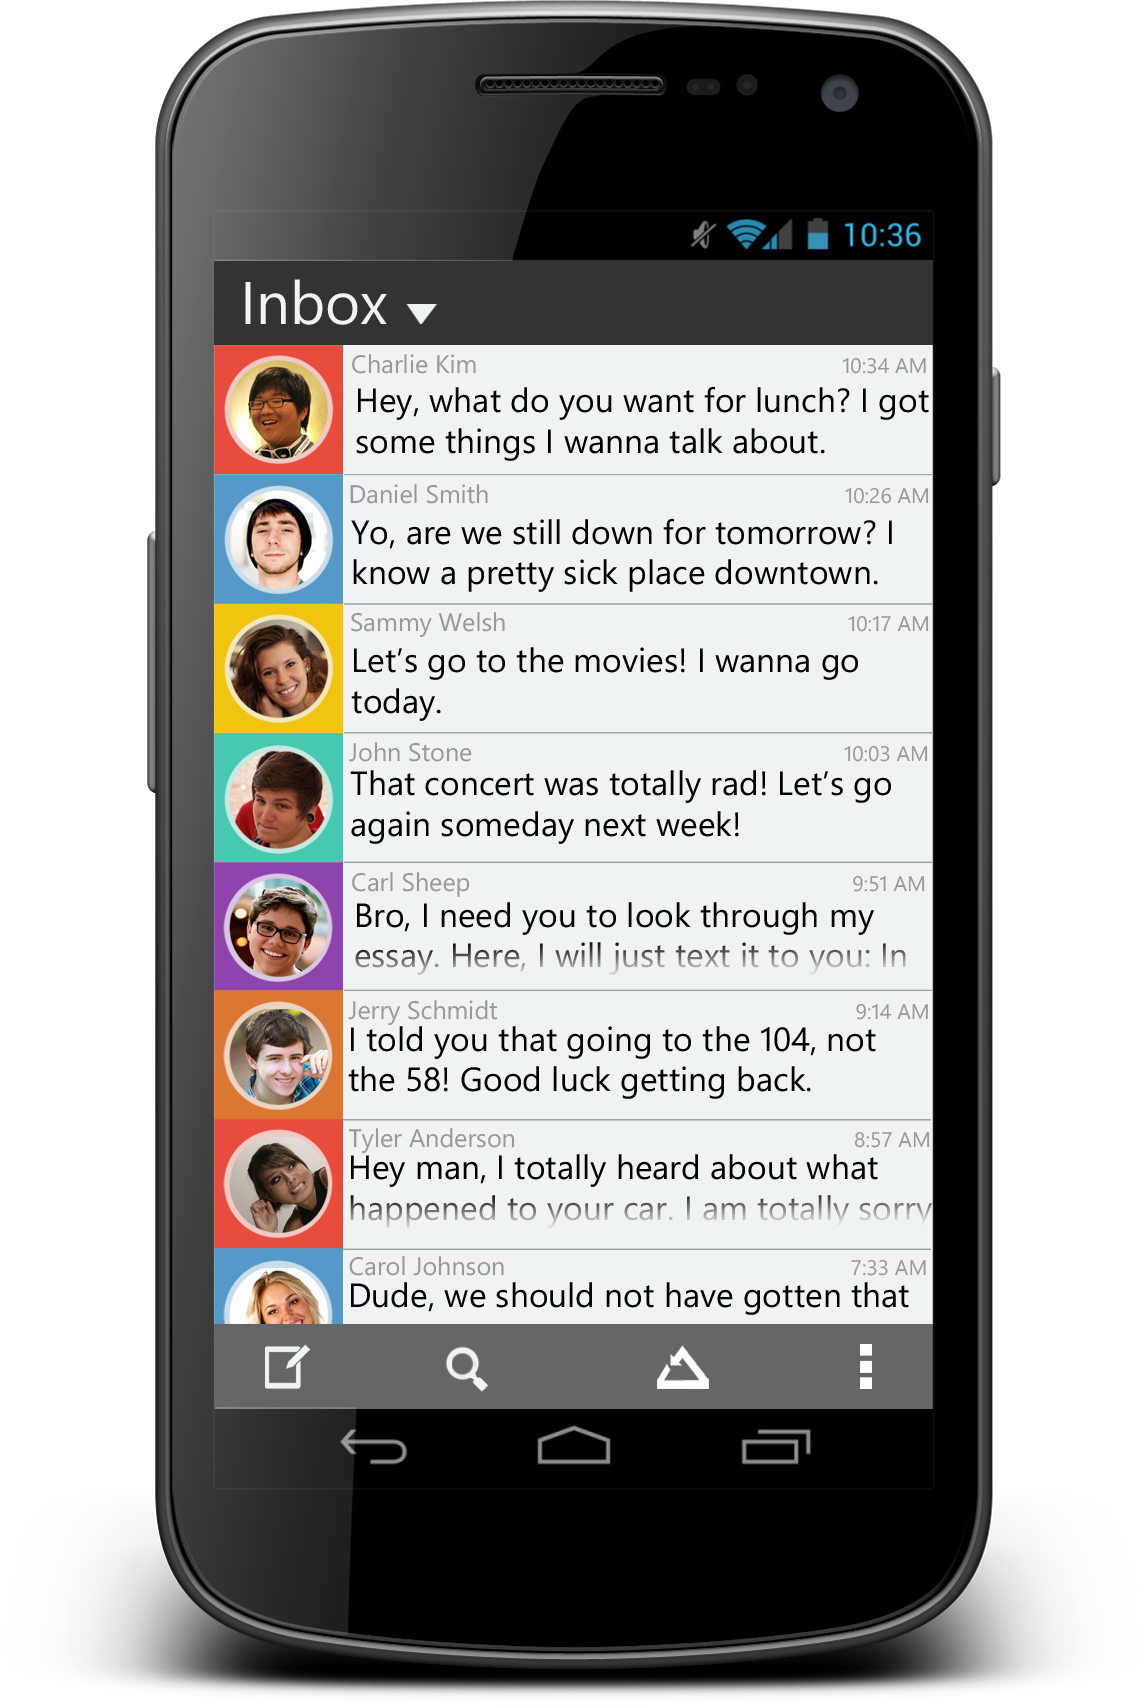 10:36
Inbox
Charlie Kim 10:34 AM
Hey, what do you want for lunch? I got
some things I wanna talk about.
Daniel Smith 10:26 AM
Yo, are we still down for tomorrow? I
know a pretty sick place downtown.
Sammy Welsh 10:17 AM
Let's go to the movies! I wanna go
today.
John Stone 10:03 AM
That concert was totally rad! Let's go
again someday next week!
Carl Sheep 9:51 AM
Bro, I need you to look through my
essay. Here, I will just text it to you: In
Jerry Schmidt 9:14 AM
I told you that going to the 104, not
the 58! Good luck getting back.
Tyler Anderson 8:57 AM
Hey man, I totally heard about what
happened to your car. I am totally sorry
Carol Johnson 7:33 AM
Dude, we should not have gotten that